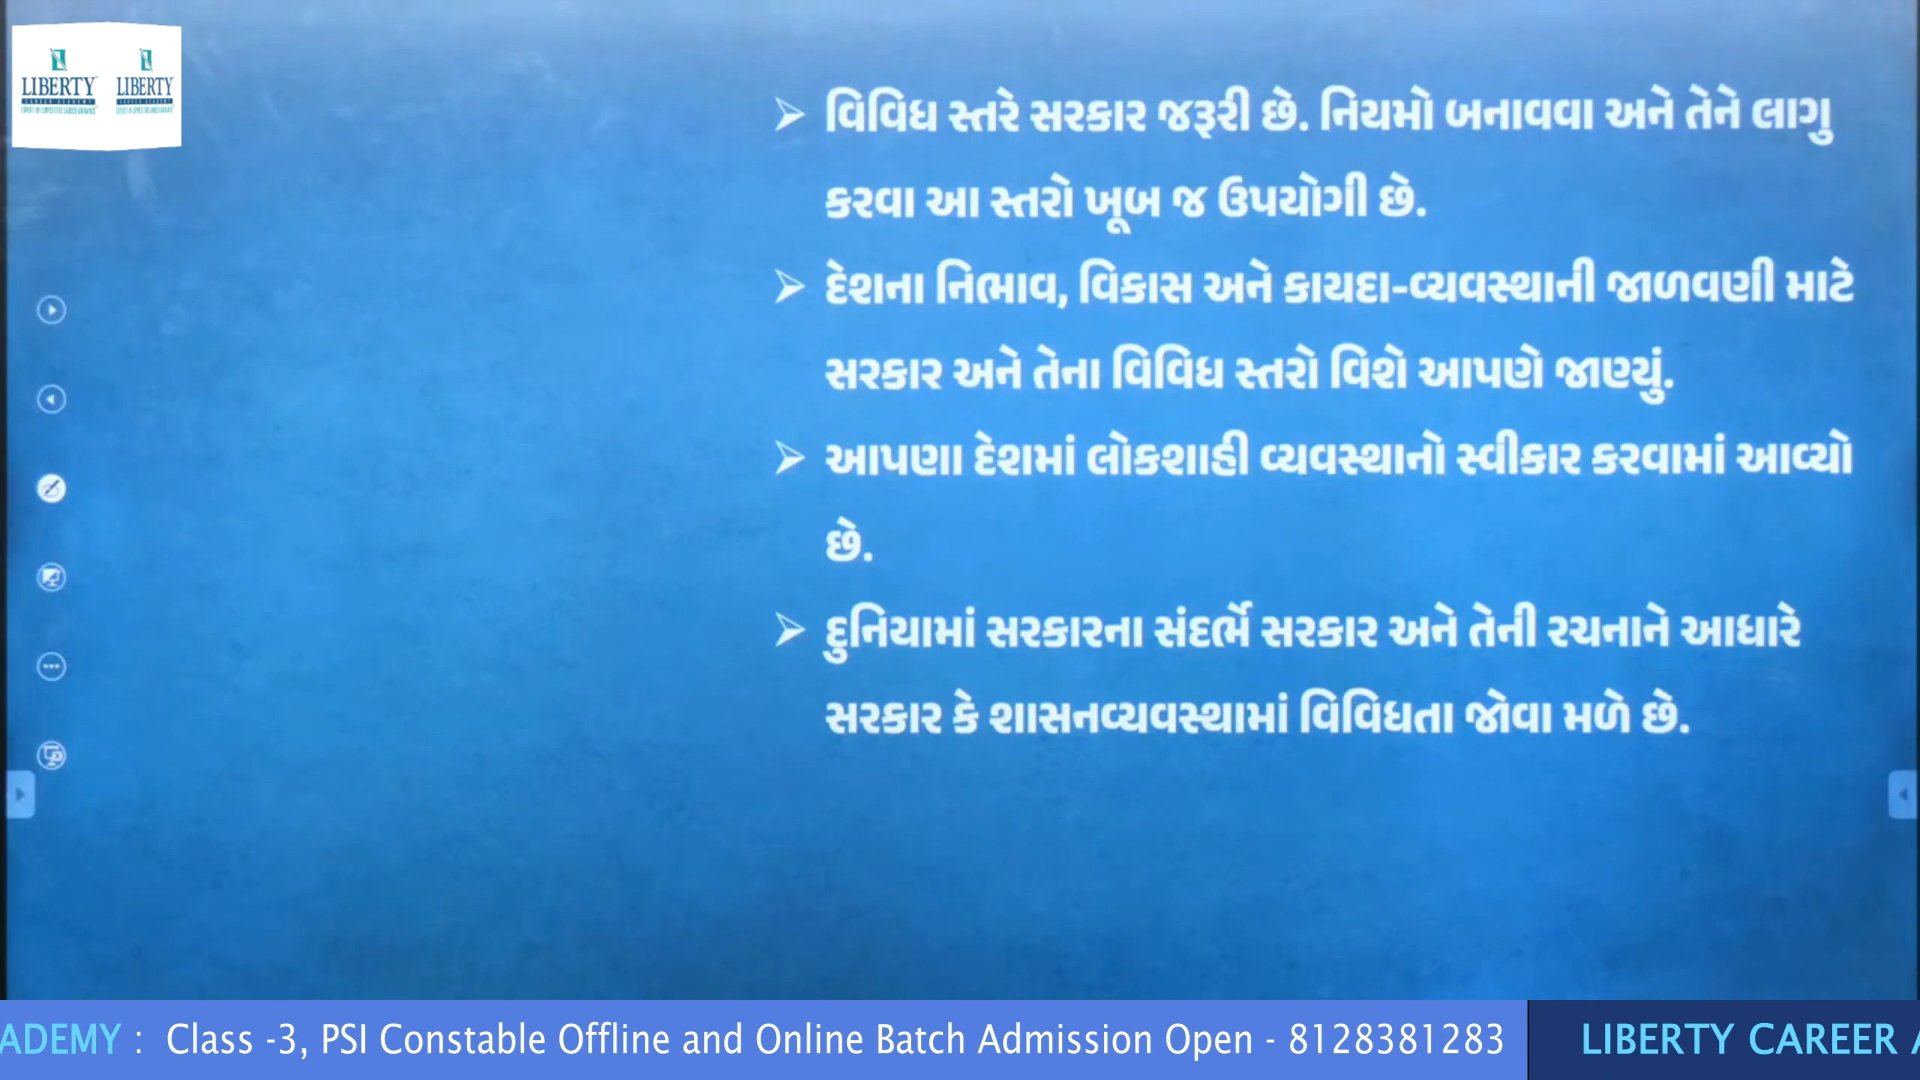 LIBERTY LIBERTY
CAREER ACADEMY
➢ વિવિધ સ્તરે સરકાર જરૂરી છે. નિયમો બનાવવા અને તેને લાગુ
કરવા આ સ્તરો ખૂબ જ ઉપયોગી છે.
➢ દેશના નિભાવ, વિકાસ અને કાયદા-વ્યવસ્થાની જાળવણી માટે
સરકાર અને તેના વિવિધ સ્તરો વિશે આપણે જાણ્યું.
➢ આપણા દેશમાં લોકશાહી વ્યવસ્થાનો સ્વીકાર કરવામાં આવ્યો
છે.
➢ દુનિયામાં સરકારના સંદર્ભે સરકાર અને તેની રચનાને આધારે
સરકાર કે શાસનવ્યવસ્થામાં વિવિધતા જોવા મળે છે.
ADEMY : Class -3, PSI Constable Offline and Online Batch Admission Open - 8128381283 LIBERTY CAREER A